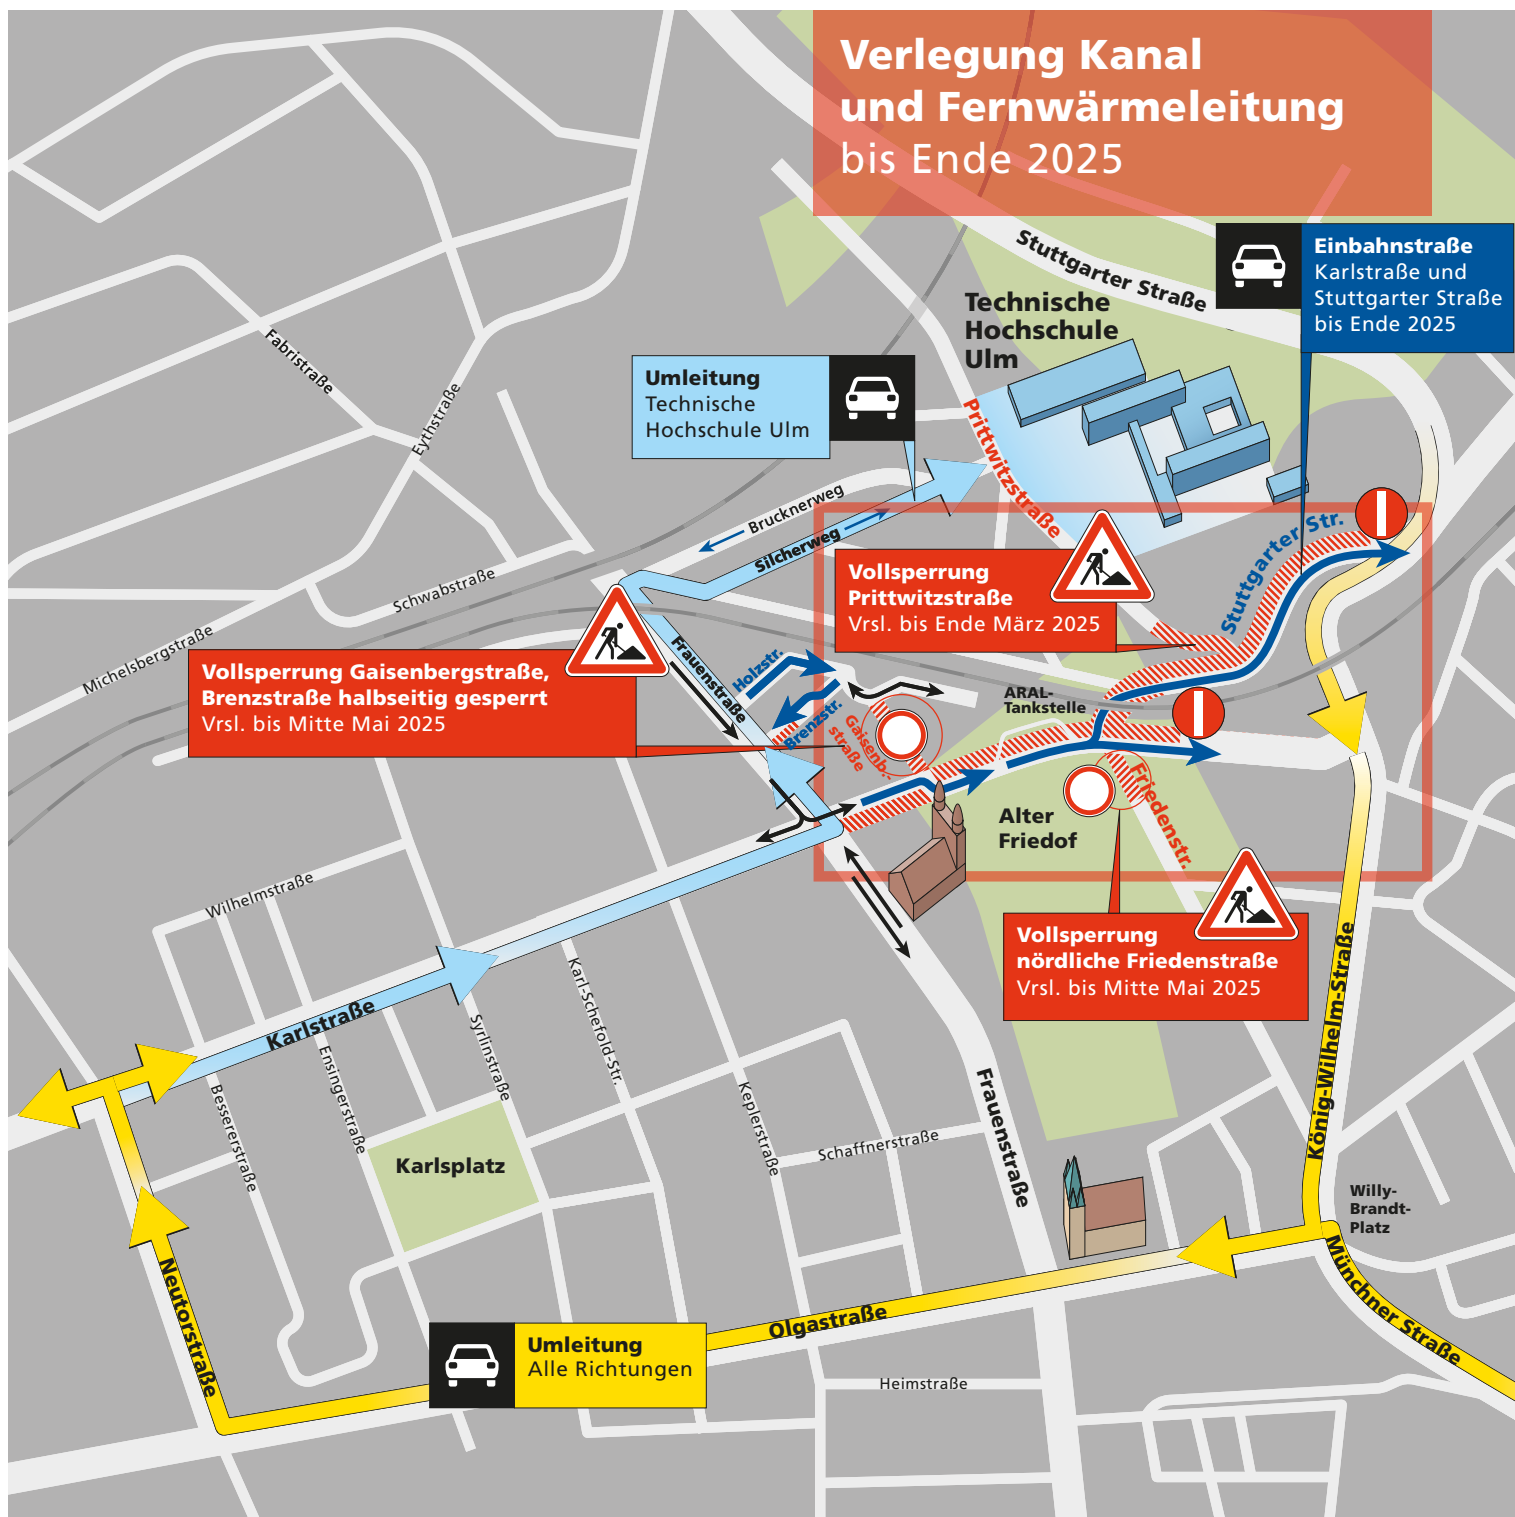 Verlegung Kanal
und Fernwärmeleitung
bis Ende 2025
Stuttgarter Straße
Einbahnstraße
Karlstraße und
Stuttgarter Straße
bis Ende 2025
Technische
Hochschule
Ulm
Fabristraße
Eythstraße
Umleitung
Technische
Hochschule Ulm
Prittwitzstraße
Brucknerweg
Silcherweg
Stuttgarter Str.
Vollsperrung
Prittwitzstraße
Vrsl. bis Ende März 2025
Schwabstraße
Michelsbergstraße
Vollsperrung Gaisenbergstraße,
Brenzstraße halbseitig gesperrt
Vrsl. bis Mitte Mai 2025
Frauenstraße
Holzstr.
Brenzstr.
Gaisenb.-
straße
ARAL-
Tankstelle
Friedenstr.
Alter
Friedof
Wilhelmstraße
Vollsperrung
nördliche Friedenstraße
Vrsl. bis Mitte Mai 2025
Karlstraße
Karl-Schefold-Str.
Syrlinstraße
Ensingerstraße
Bessererstraße
Keplerstraße
Schaffnerstraße
Frauenstraße
König-Wilhelm-Straße
Karlsplatz
Willy-
Brandt-
Platz
Neutorstraße
Münchner Straße
Olgastraße
Umleitung
Alle Richtungen
Heimstraße